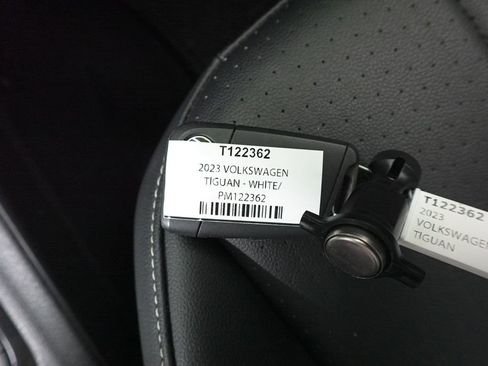 T122362
2023 VOLKSWAGEN
TIGUAN - WHITE/
PM122362
T122362
2023
VOLKSWAGEN
TIGUAN